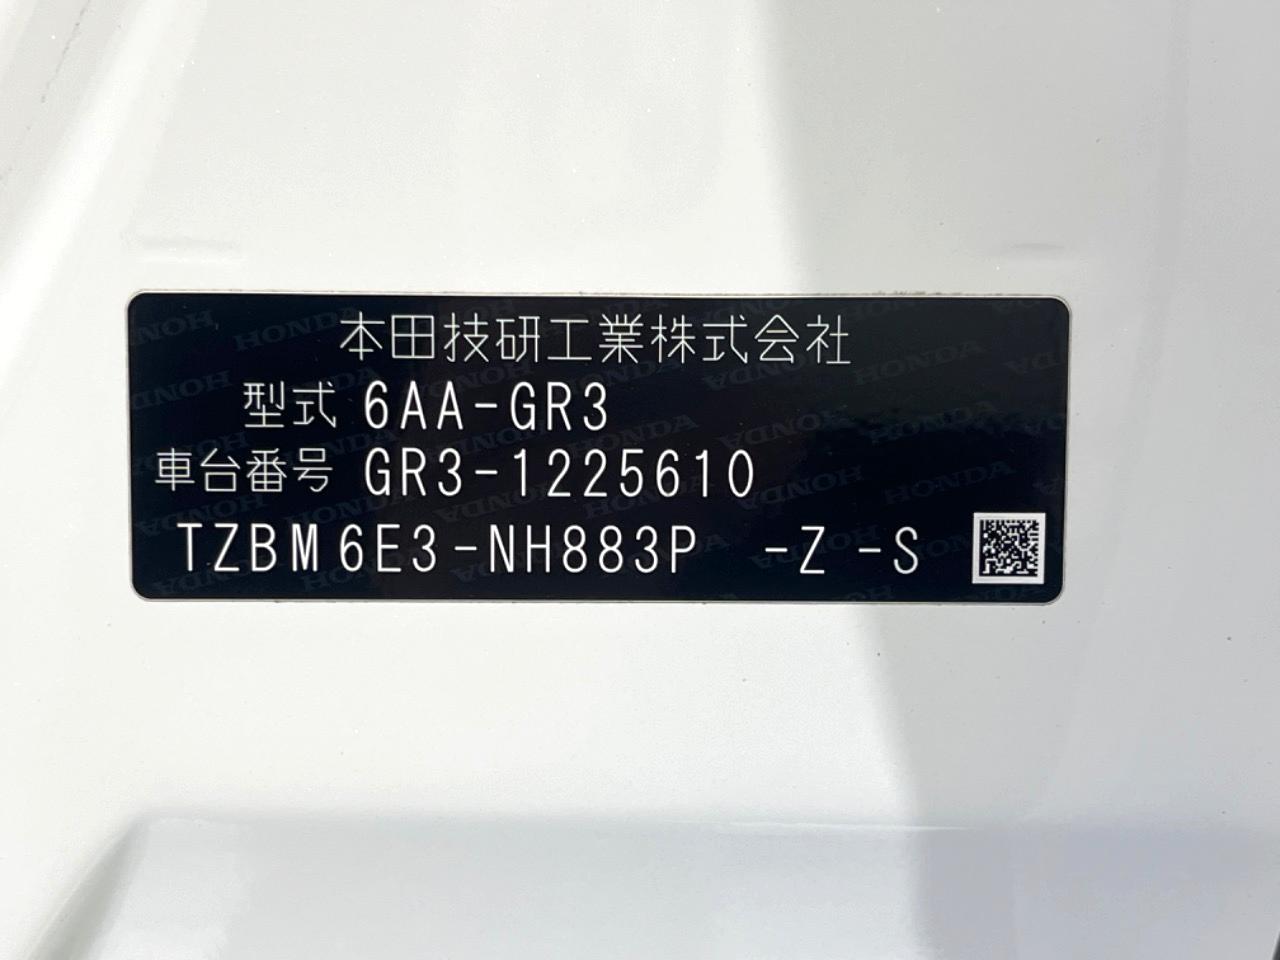 本田技研工業株式会社
型式 6AA-GR3
車台番号 GR3-1225610
TZBM6E3-NH883P -Z-S